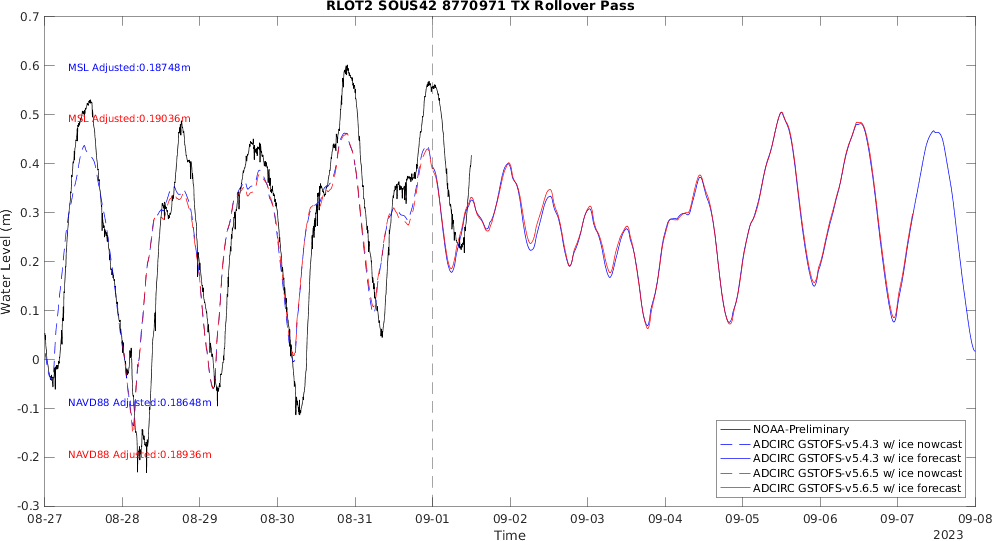 RLOT2 SOUS42 8770971 TX Rollover Pass
0.7
0.6
0.5
0.4
0.3
0.2
0.1
0
-0.1
-0.2
-0.3
Water Level (m)
MSL Adjusted:0.18748m
MSL Adjusted:0.19036m
NAVD88 Adjusted:0.18648m
NAVD88 Adjusted:0.18936m
NOAA-Preliminary
ADCIRC GSTOFS-v5.4.3 w/ ice nowcast
ADCIRC GSTOFS-v5.4.3 w/ ice forecast
ADCIRC GSTOFS-v5.6.5 w/ ice nowcast
ADCIRC GSTOFS-v5.6.5 w/ ice forecast
08-27 08-28 08-29 08-30 08-31 09-01 09-02 09-03 09-04 09-05 09-06 09-07 09-08
Time
2023